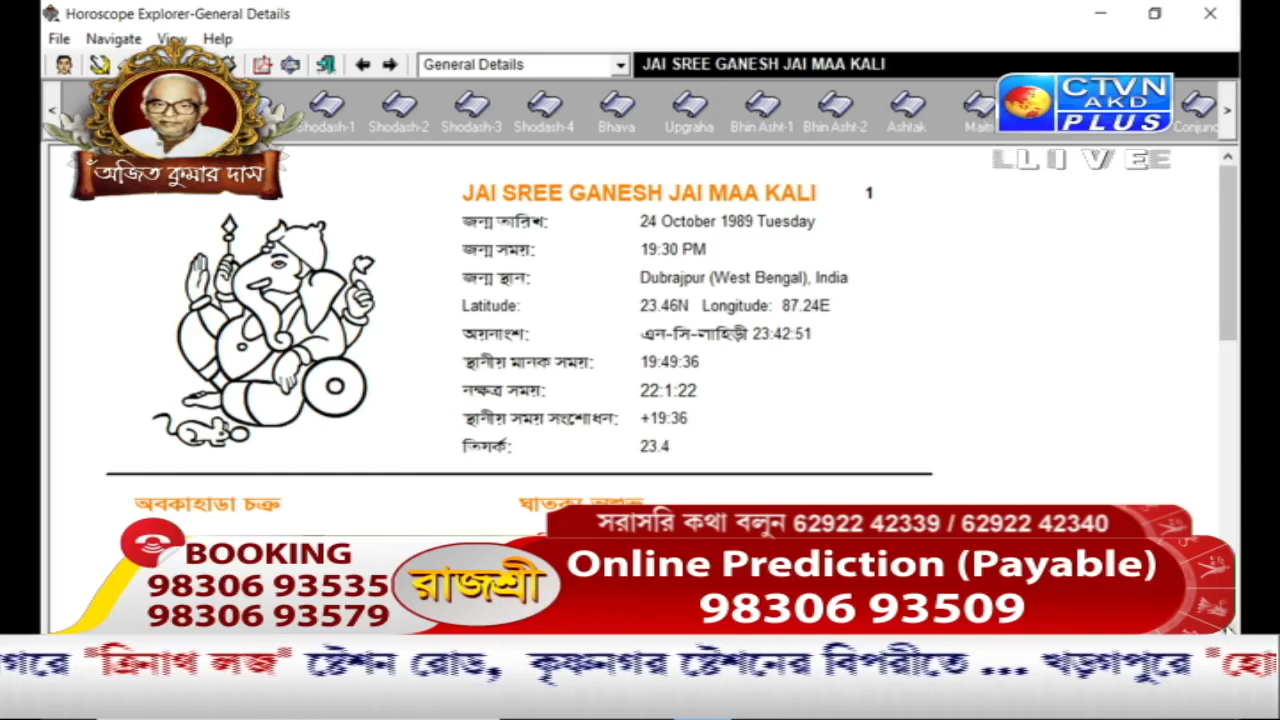 Horoscope Explorer-General Details
File Navigate View Help
General Details
JAI SREE GANESH JAI MAA KALI
Shodash-1 Shodash-2 Shodash-3 Shodash-4 Bhava Upgraha Bhin Asht-1 Bhin Asht-2 Ashtak
CTVN
AKD
PLUS
LIVE
অজিত কুমার দাস
JAI SREE GANESH JAI MAA KALI 1
জন্ম তারিখ: 24 October 1989 Tuesday
জন্ম সময়: 19:30 PM
জন্ম স্থান: Dubrajpur (West Bengal), India
Latitude: 23.46N Longitude: 87.24E
অয়নাংশ: এন-সি-লাহিড়ী 23:42:51
স্থানীয় মানক সময়: 19:49:36
নক্ষত্র সময়: 22:1:22
স্থানীয় সময় সংশোধন: +19:36
তির্যক: 23.4
অবকাহাডা চক্র
সরাসরি কথা বলুন 62922 42339 / 62922 42340
BOOKING
98306 93535
98306 93579
রাজশ্রী
Online Prediction (Payable)
98306 93509
গরে "ত্রিনাথ লজ" স্টেশন রোড, কৃষ্ণনগর স্টেশনের বিপরীতে ... খড়্গপুরে "হো